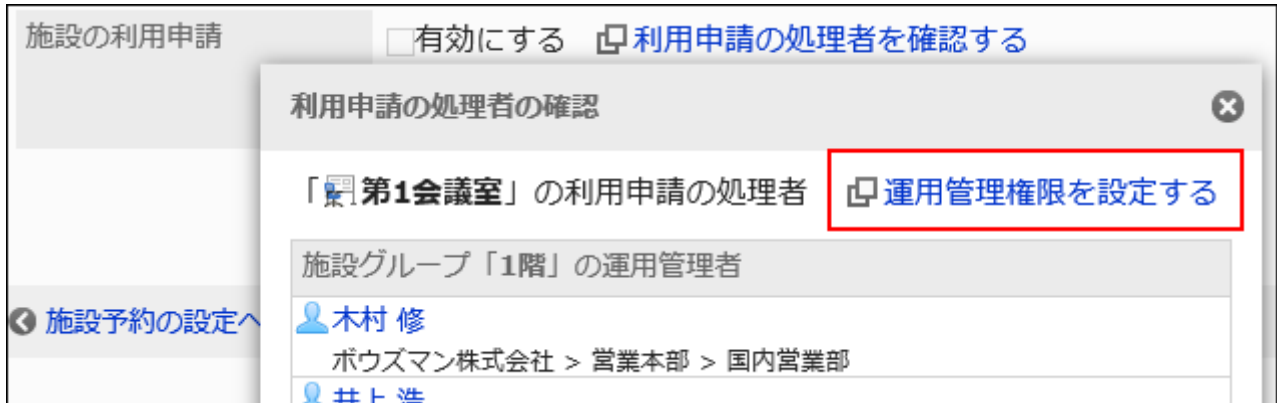 施設の利用申請
有効にする 利用申請の処理者を確認する
利用申請の処理者の確認
「第1会議室」の利用申請の処理者 運用管理権限を設定する
施設グループ「1階」の運用管理者
木村 修
ボウズマン株式会社 > 営業本部 > 国内営業部
井上 浩
施設予約の設定へ